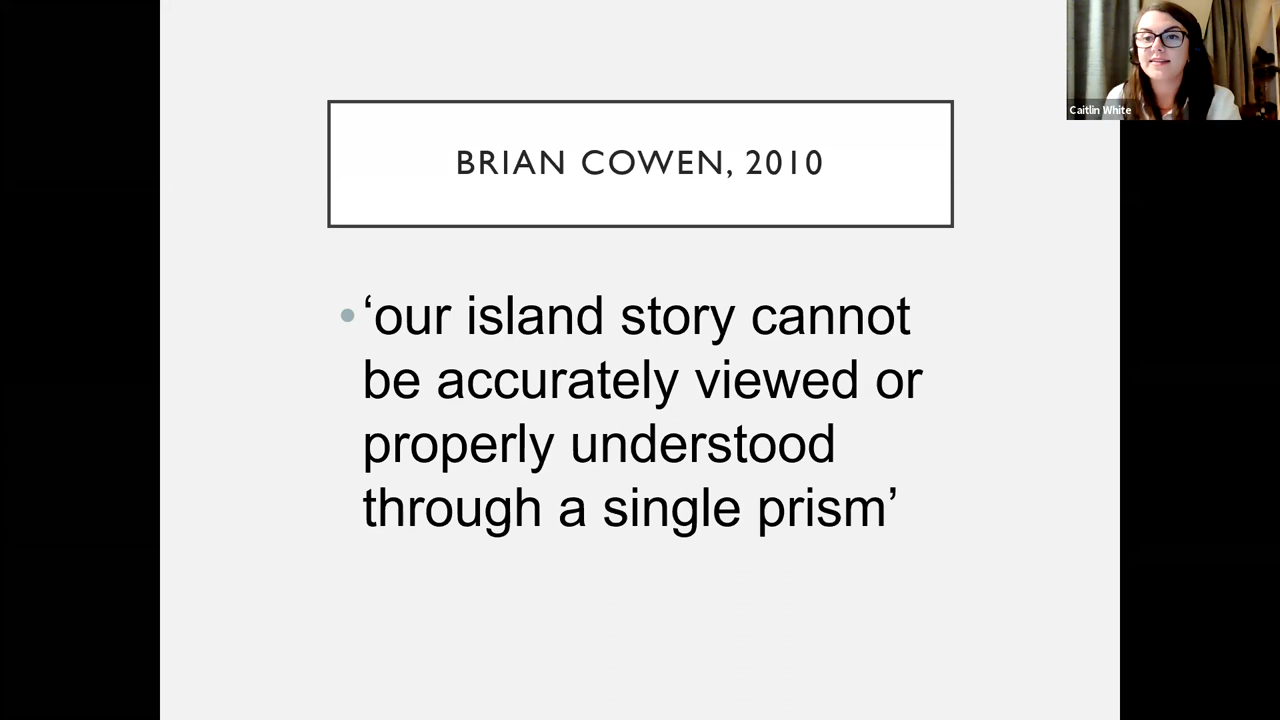 BRIAN COWEN, 2010
Caitlin White
• ‘our island story cannot
be accurately viewed or
properly understood
through a single prism’